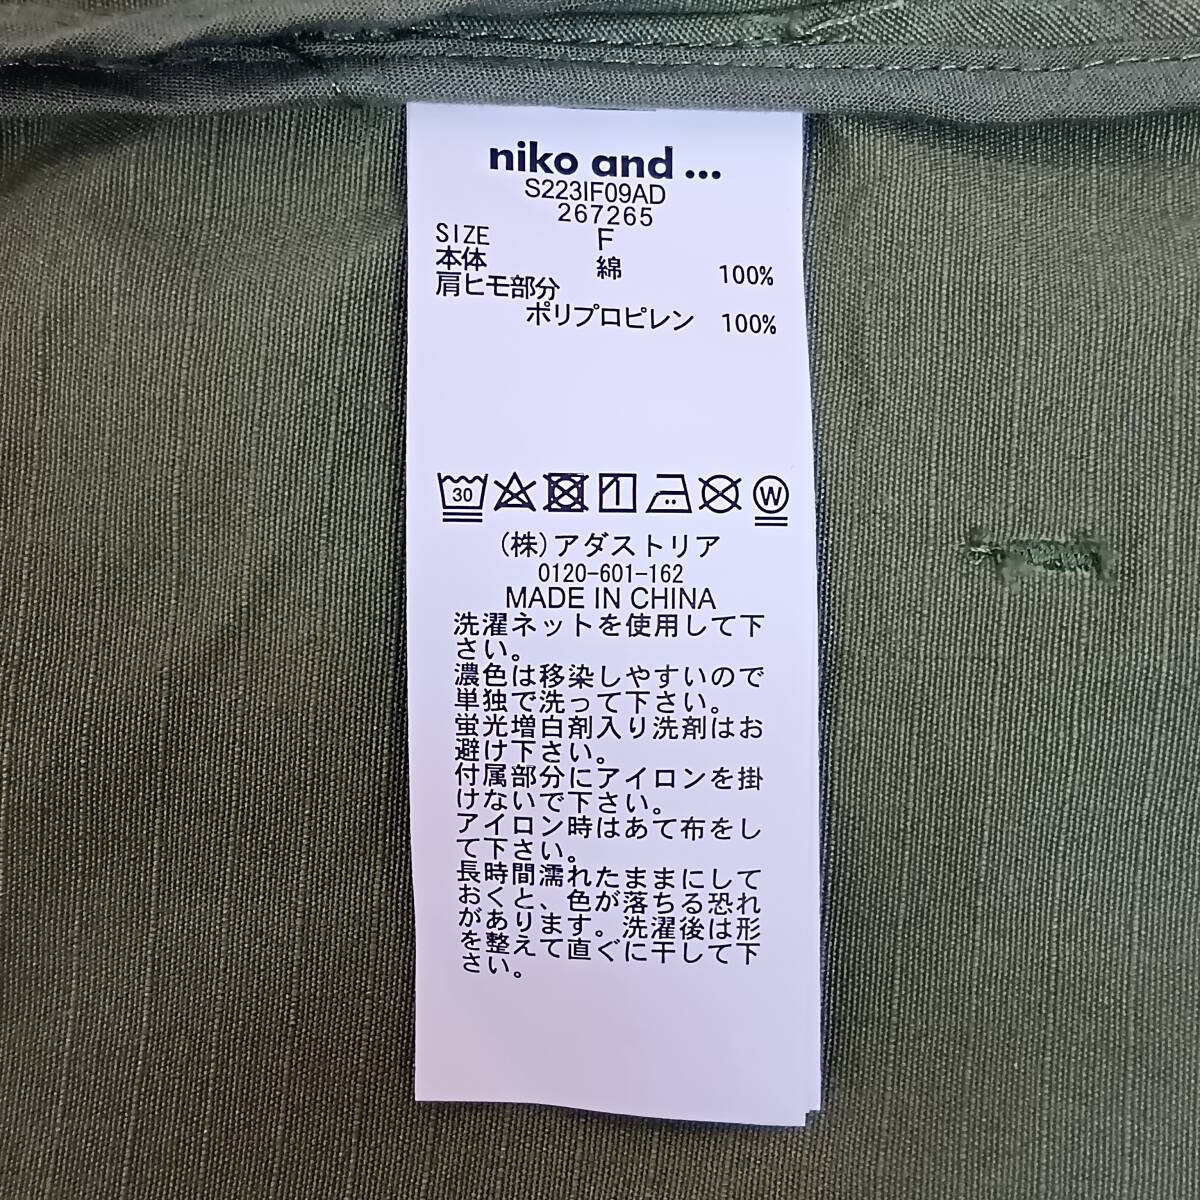 niko and ...
S223IF09AD
267265
SIZE F
本体 綿 100%
肩ヒモ部分
ポリプロピレン 100%
30 W
(株)アダストリア
0120-601-162
MADE IN CHINA
洗濯ネットを使用して下
さい。
濃色は移染しやすいので
単独で洗って下さい。
蛍光増白剤入り洗剤はお
避け下さい。
付属部分にアイロンを掛
けないで下さい。
アイロン時はあて布をし
て下さい。
長時間濡れたままにして
おくと、色が落ちる恐れ
があります。洗濯後は形
を整えて直ぐに干して下
さい。